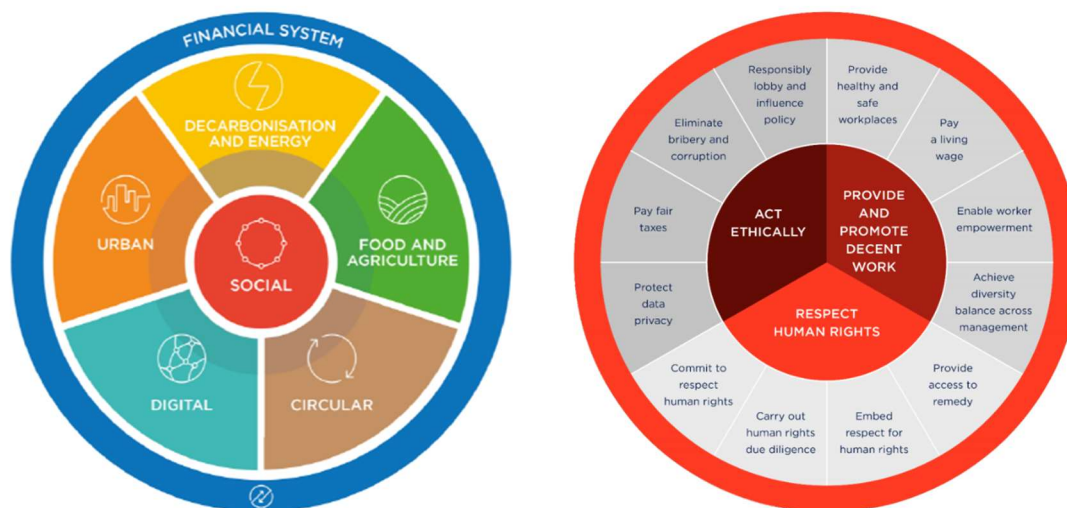 FINANCIAL SYSTEM
DECARBONISATION
AND ENERGY
URBAN
FOOD AND
AGRICULTURE
SOCIAL
DIGITAL
CIRCULAR
Responsibly
lobby and
influence
policy
Provide
healthy and
safe
workplaces
Eliminate
bribery and
corruption
Pay
a living
wage
Pay fair
taxes
ACT
ETHICALLY
PROVIDE
AND
PROMOTE
DECENT
WORK
Enable worker
empowerment
Protect
data
privacy
Achieve
diversity
balance across
management
RESPECT
HUMAN RIGHTS
Commit to
respect
human rights
Provide
access to
remedy
Carry out
human rights
due diligence
Embed
respect for
human rights